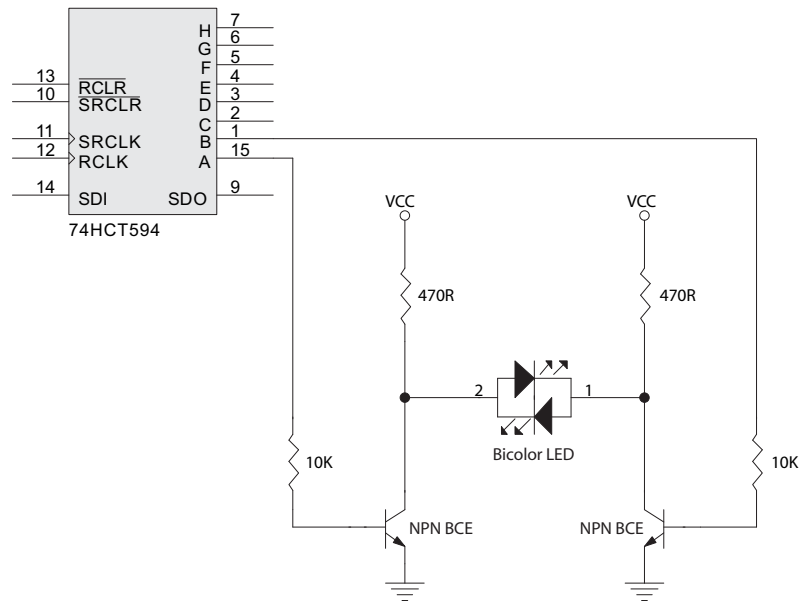 7
H
6
G
5
F
13
4
RCLR
E
10
3
SRCLR
D
2
C
11
1
SRCLK
B
12
15
RCLK
A
14
9
SDI
SDO
74HCT594
VCC
VCC
470R
470R
2
1
Bicolor LED
10K
10K
NPN BCE
NPN BCE